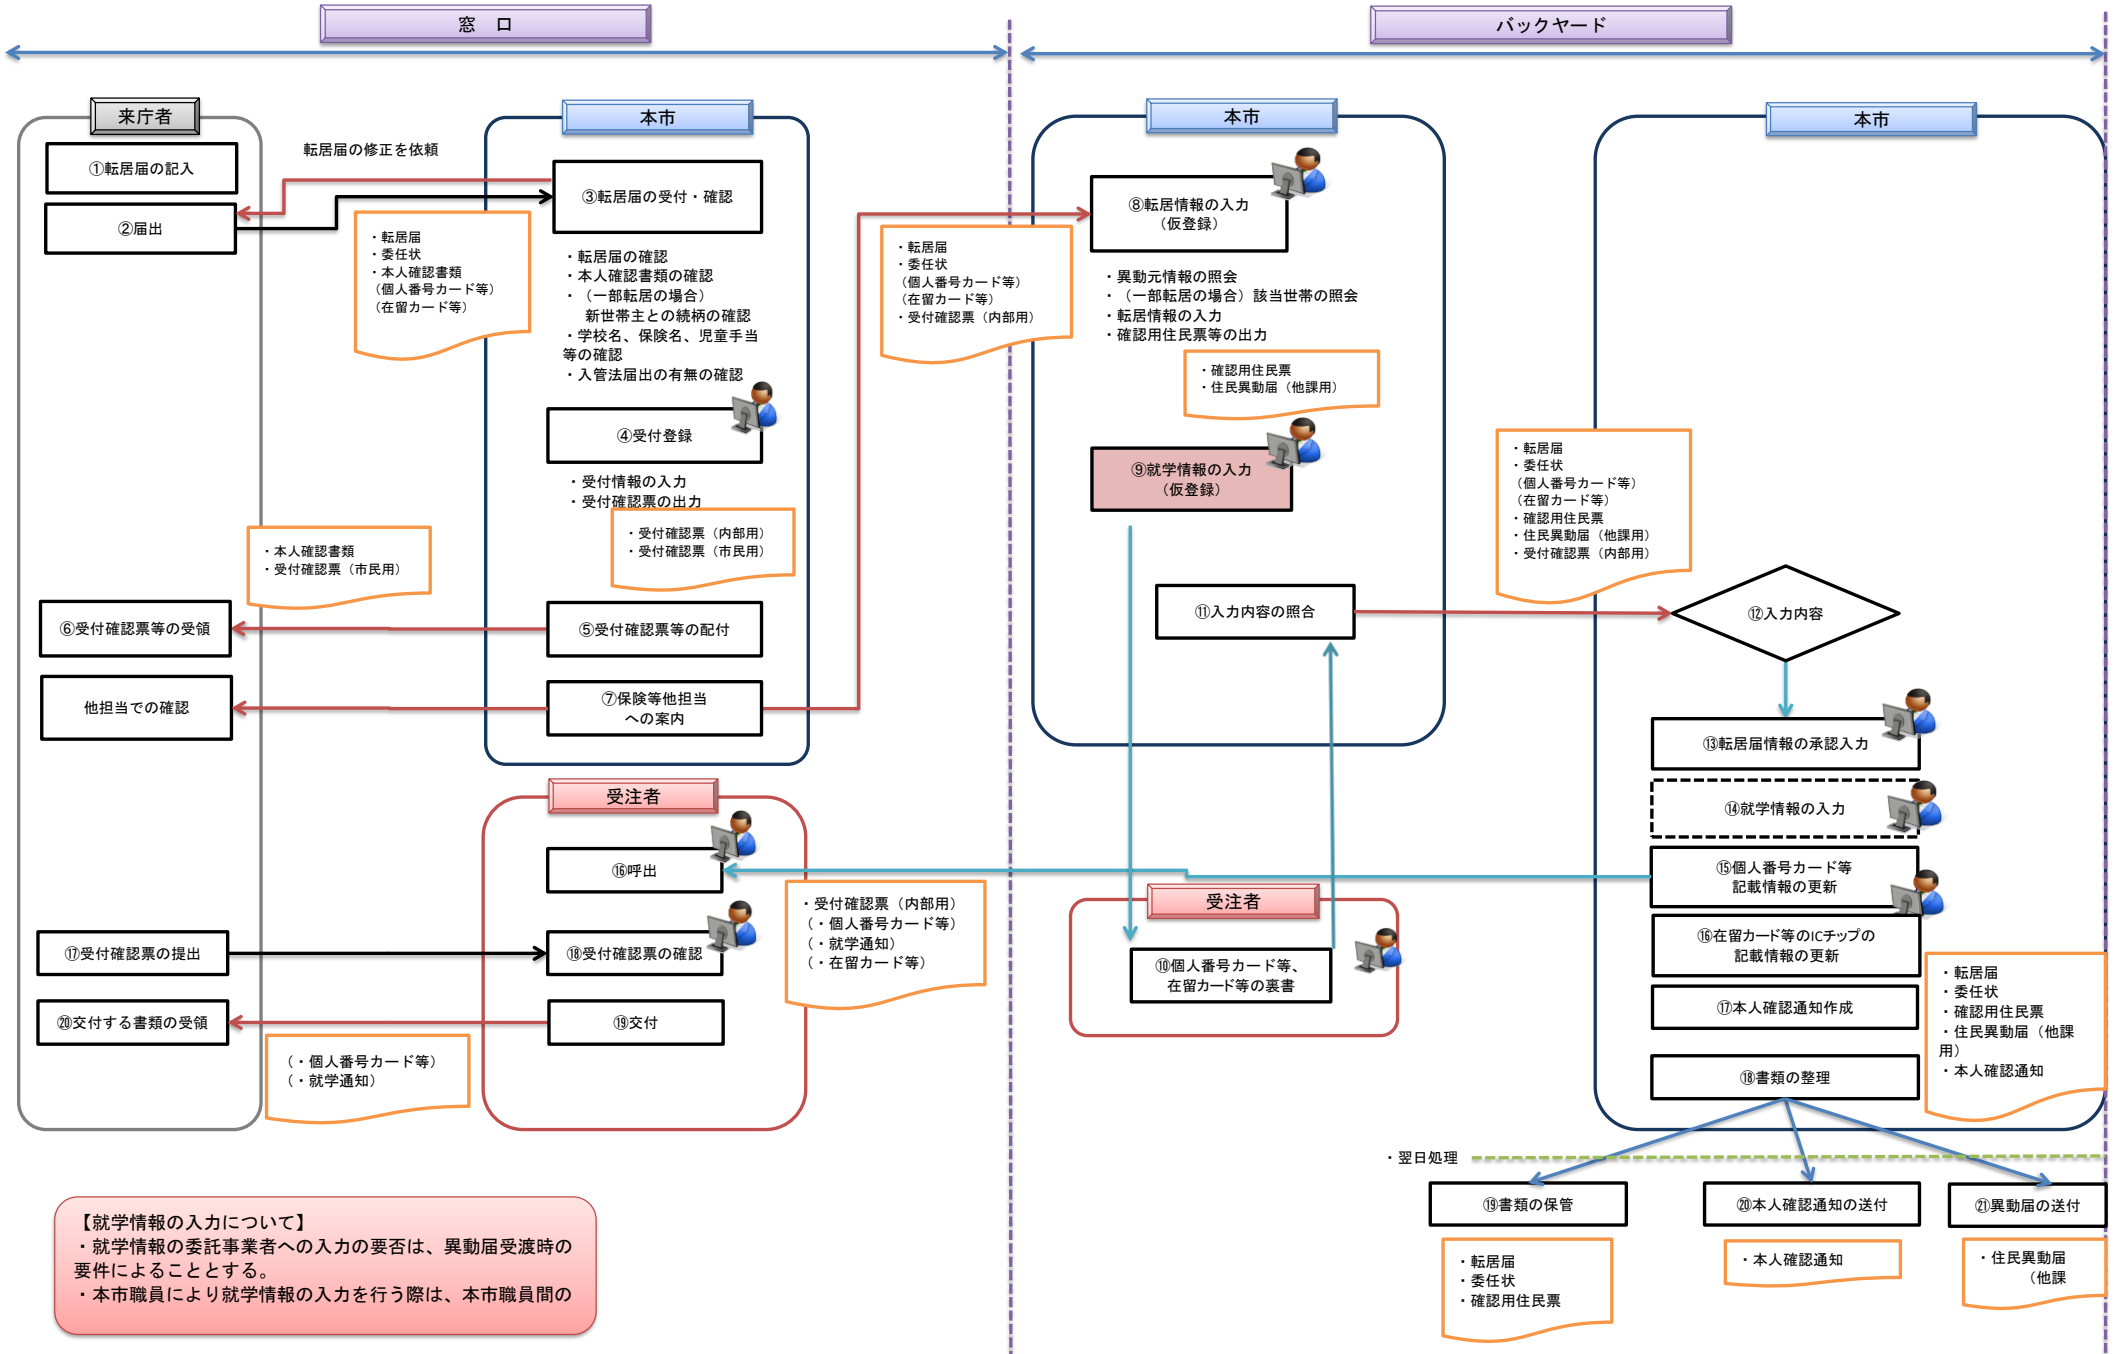 窓　口
バックヤード
来庁者
①転居届の記入
②届出
転居届の修正を依頼
・転居届
・委任状
・本人確認書類
（個人番号カード等）
（在留カード等）
・本人確認書類
・受付確認票（市民用）
⑥受付確認票等の受領
他担当での確認
⑰受付確認票の提出
⑳交付する書類の受領
（・個人番号カード等）
（・就学通知）
本市
③転居届の受付・確認
・転居届の確認
・本人確認書類の確認
・（一部転居の場合）
新世帯主との続柄の確認
・学校名、保険名、児童手当
等の確認
・入管法届出の有無の確認
④受付登録
・受付情報の入力
・受付確認票の出力
・受付確認票（内部用）
・受付確認票（市民用）
⑤受付確認票等の配付
⑦保険等他担当
への案内
受注者
⑯呼出
⑱受付確認票の確認
⑲交付
・受付確認票（内部用）
（・個人番号カード等）
（・就学通知）
（・在留カード等）
・転居届
・委任状
（個人番号カード等）
（在留カード等）
・受付確認票（内部用）
本市
⑧転居情報の入力
（仮登録）
・異動元情報の照会
・（一部転居の場合）該当世帯の照会
・転居情報の入力
・確認用住民票等の出力
・確認用住民票
・住民異動届（他課用）
⑨就学情報の入力
（仮登録）
⑪入力内容の照合
受注者
⑩個人番号カード等、
在留カード等の裏書
本市
・転居届
・委任状
（個人番号カード等）
（在留カード等）
・確認用住民票
・住民異動届（他課用）
・受付確認票（内部用）
⑫入力内容
⑬転居届情報の承認入力
⑭就学情報の入力
⑮個人番号カード等
記載情報の更新
⑯在留カード等のICチップの
記載情報の更新
⑰本人確認通知作成
⑱書類の整理
・転居届
・委任状
・確認用住民票
・住民異動届（他課
用）
・本人確認通知
・翌日処理
⑲書類の保管
⑳本人確認通知の送付
㉑異動届の送付
・転居届
・委任状
・確認用住民票
・本人確認通知
・住民異動届
（他課
【就学情報の入力について】
・就学情報の委託事業者への入力の要否は、異動届受渡時の
要件によることとする。
・本市職員により就学情報の入力を行う際は、本市職員間の